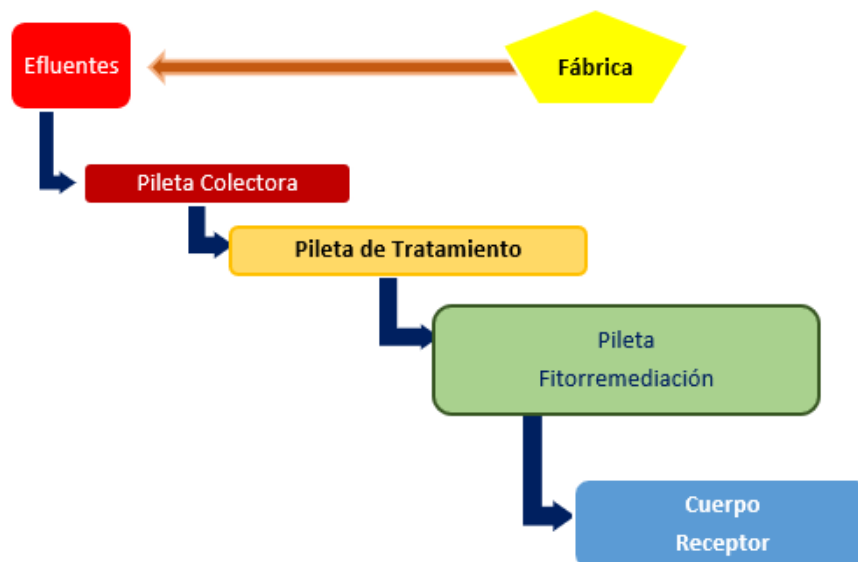 Efluentes
Fábrica
Pileta Colectora
Pileta de Tratamiento
Pileta
Fitorremediación
Cuerpo
Receptor